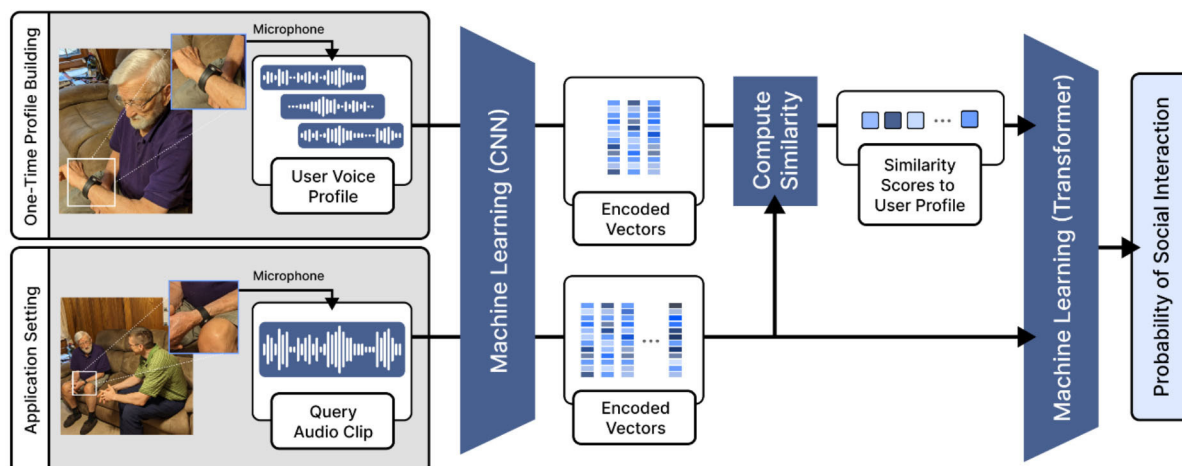 One-Time Profile Building
Microphone
User Voice
Profile
Application Setting
Microphone
Query
Audio Clip
Machine Learning (CNN)
Encoded
Vectors
Encoded
Vectors
Compute
Similarity
...
Similarity
Scores to
User Profile
...
Machine Learning (Transformer)
Probability of Social Interaction